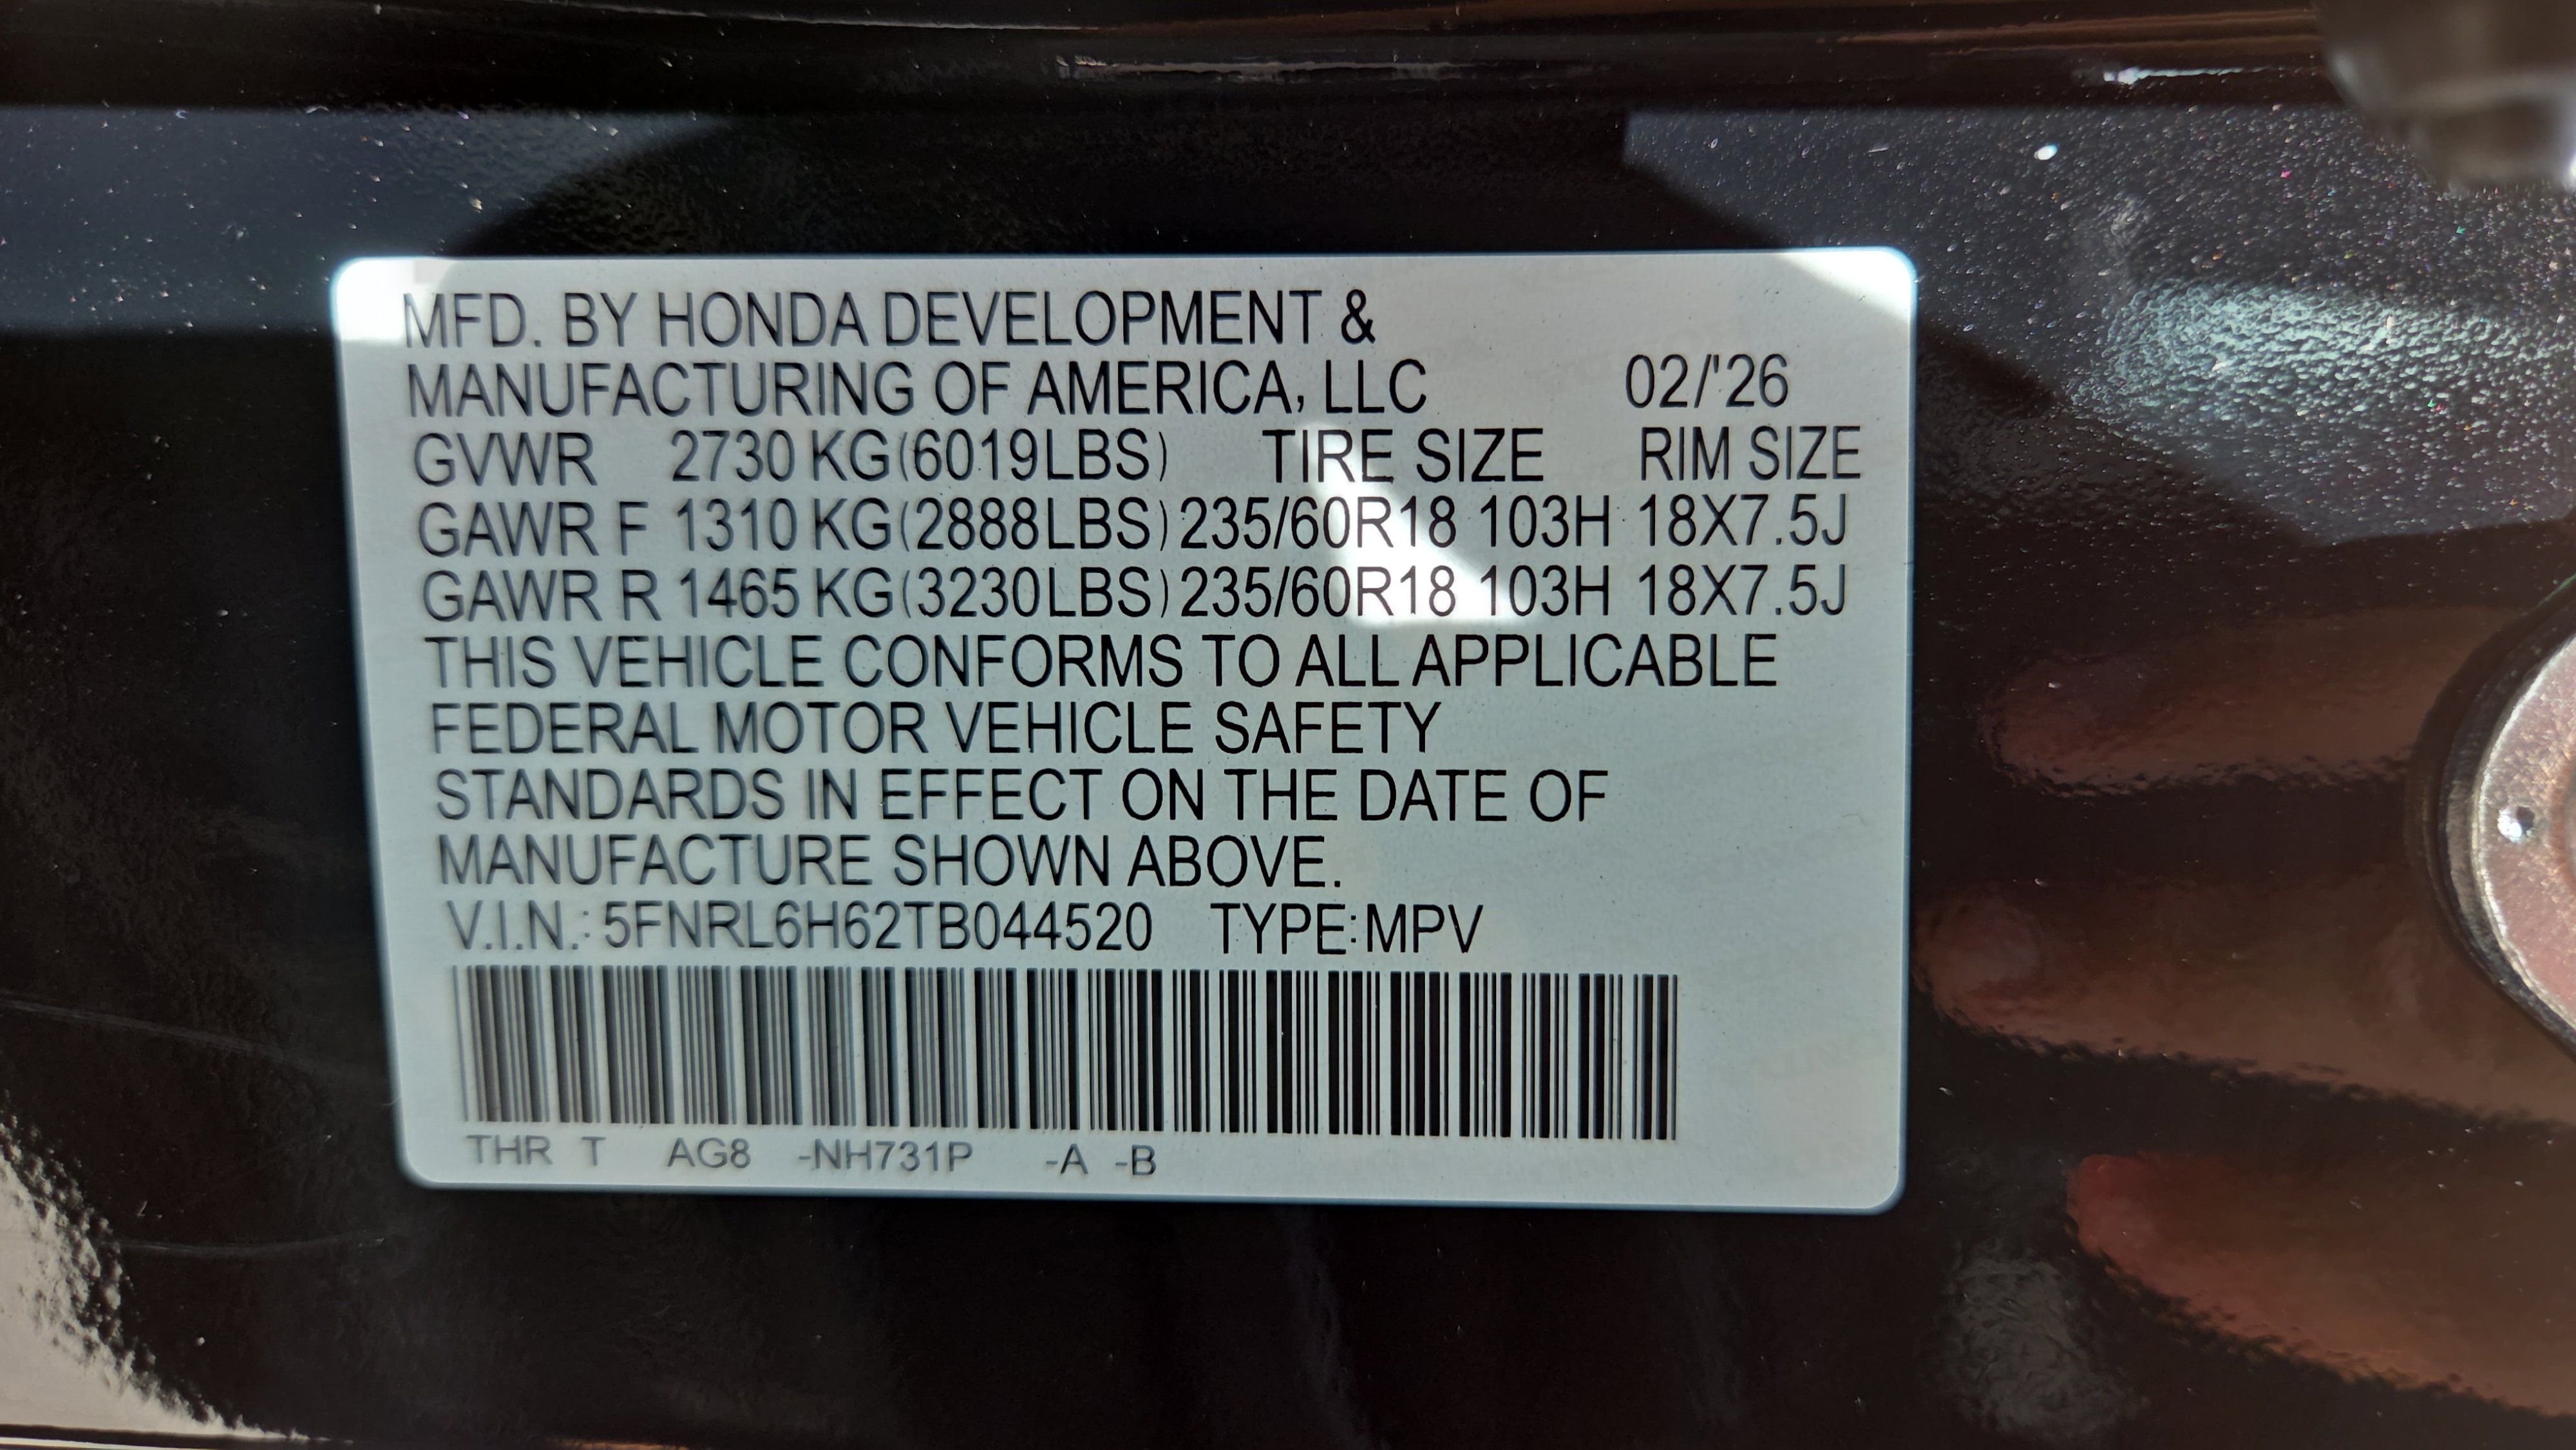 MFD. BY HONDA DEVELOPMENT &
MANUFACTURING OF AMERICA, LLC 02/'26
GVWR 2730 KG(6019LBS) TIRE SIZE RIM SIZE
GAWR F 1310 KG(2888LBS) 235/60R18 103H 18X7.5J
GAWR R 1465 KG(3230LBS) 235/60R18 103H 18X7.5J
THIS VEHICLE CONFORMS TO ALL APPLICABLE
FEDERAL MOTOR VEHICLE SAFETY
STANDARDS IN EFFECT ON THE DATE OF
MANUFACTURE SHOWN ABOVE.
V.I.N.: 5FNRL6H62TB044520 TYPE:MPV
THR T AG8 -NH731P -A -B